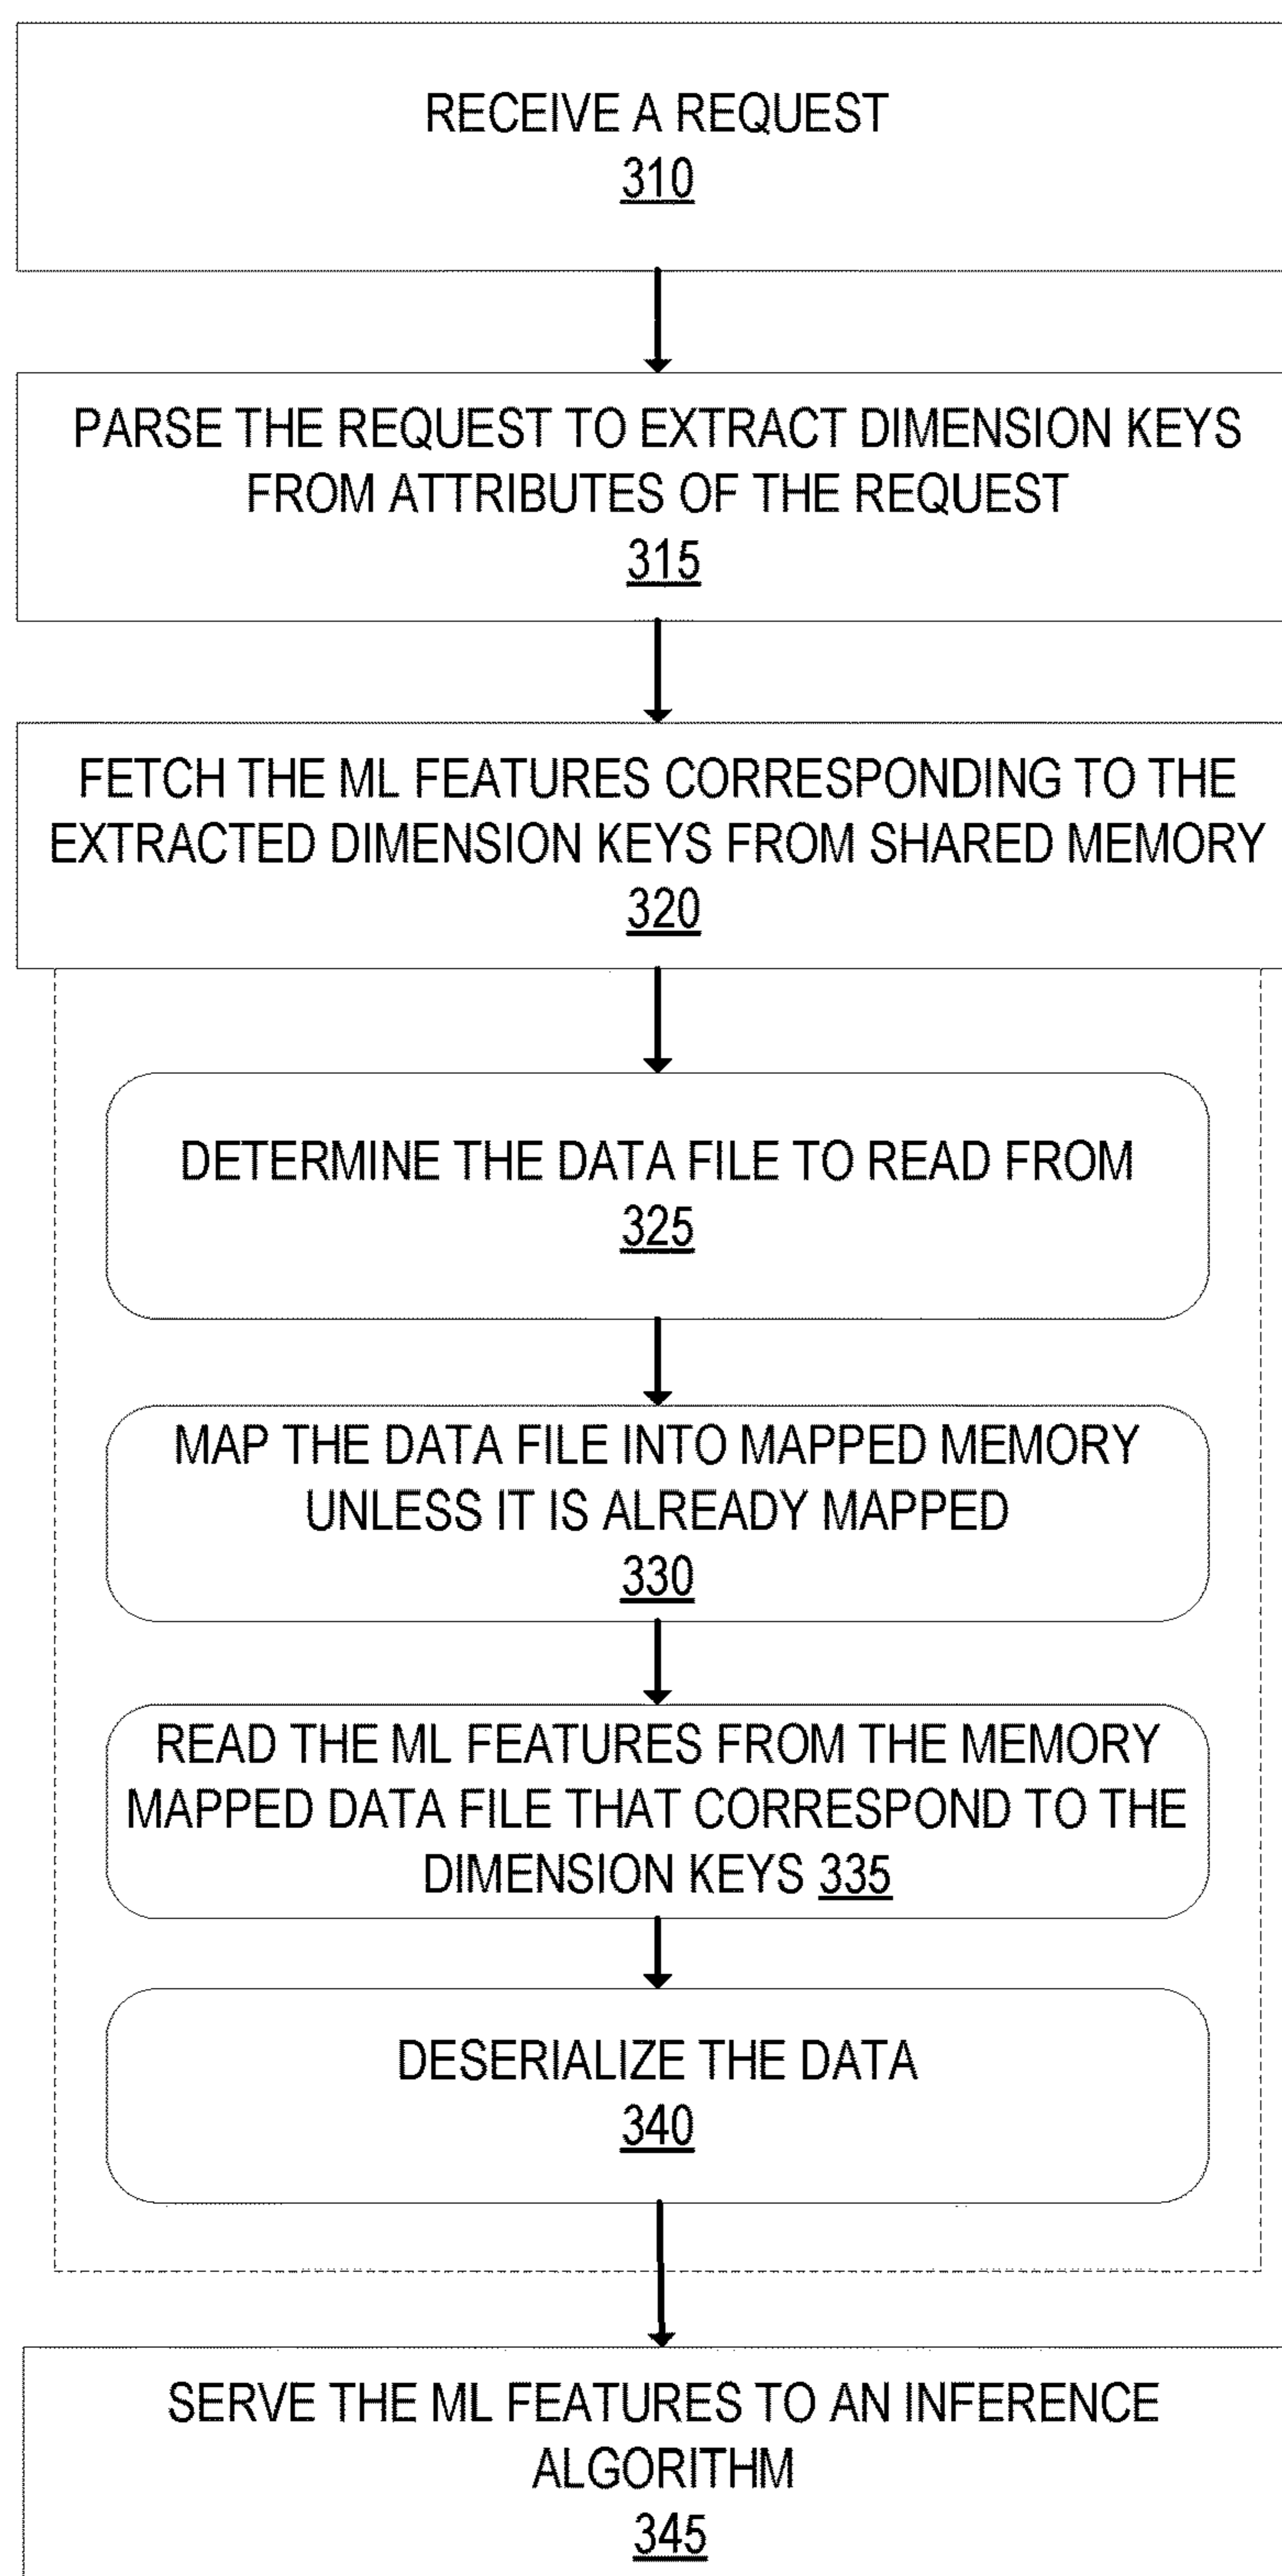 RECEIVE A REQUEST
310
PARSE THE REQUEST TO EXTRACT DIMENSION KEYS
FROM ATTRIBUTES OF THE REQUEST
315
FETCH THE ML FEATURES CORRESPONDING TO THE
EXTRACTED DIMENSION KEYS FROM SHARED MEMORY
320
DETERMINE THE DATA FILE TO READ FROM
325
MAP THE DATA FILE INTO MAPPED MEMORY
UNLESS IT IS ALREADY MAPPED
330
READ THE ML FEATURES FROM THE MEMORY
MAPPED DATA FILE THAT CORRESPOND TO THE
DIMENSION KEYS 335
DESERIALIZE THE DATA
340
SERVE THE ML FEATURES TO AN INFERENCE
ALGORITHM
345